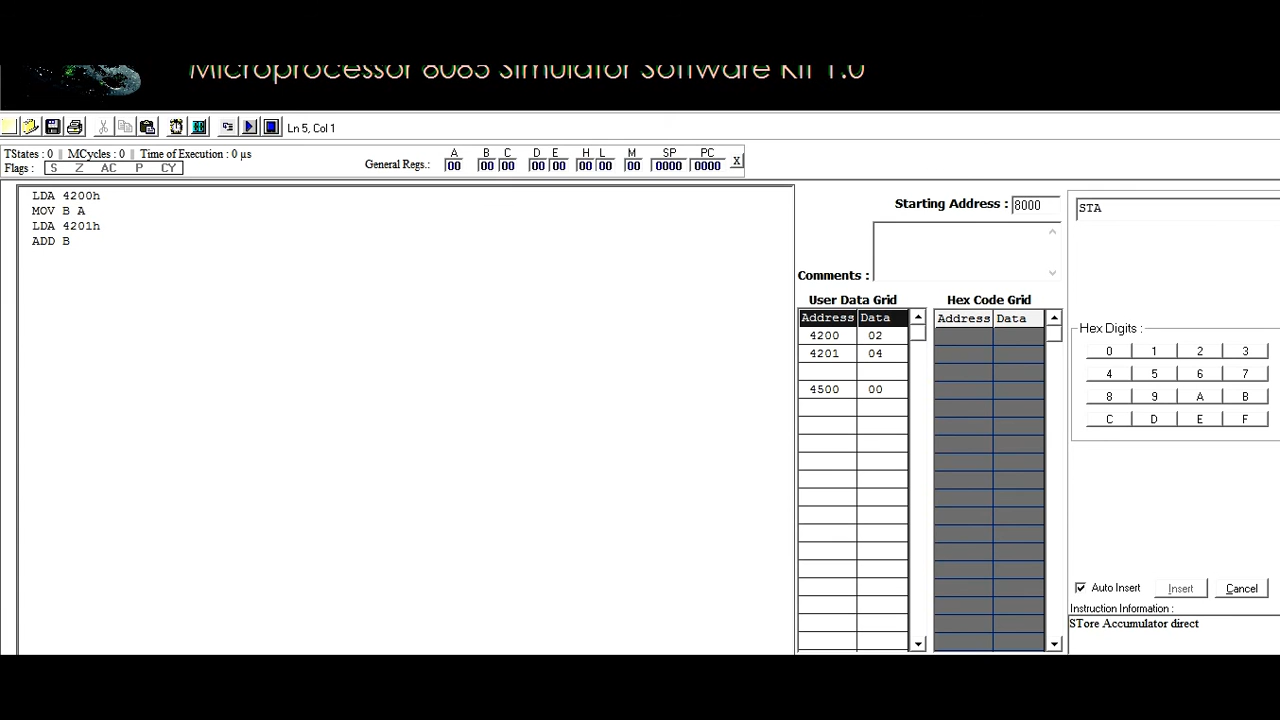 Microprocessor 8085 Simulator Software Kit 1.0
Ln 5, Col 1
TStates : 0 || MCycles : 0 || Time of Execution : 0 µs
Flags : S Z AC P CY
General Regs.: A B C D E H L M SP PC X
00 00 00 00 00 00 00 00 0000 0000
LDA 4200h
MOV B A
LDA 4201h
ADD B
Starting Address : 8000
Comments :
User Data Grid
Address Data
4200 02
4201 04
4500 00
Hex Code Grid
Address Data
STA
Hex Digits :
0 1 2 3
4 5 6 7
8 9 A B
C D E F
Auto Insert Insert Cancel
Instruction Information :
STore Accumulator direct